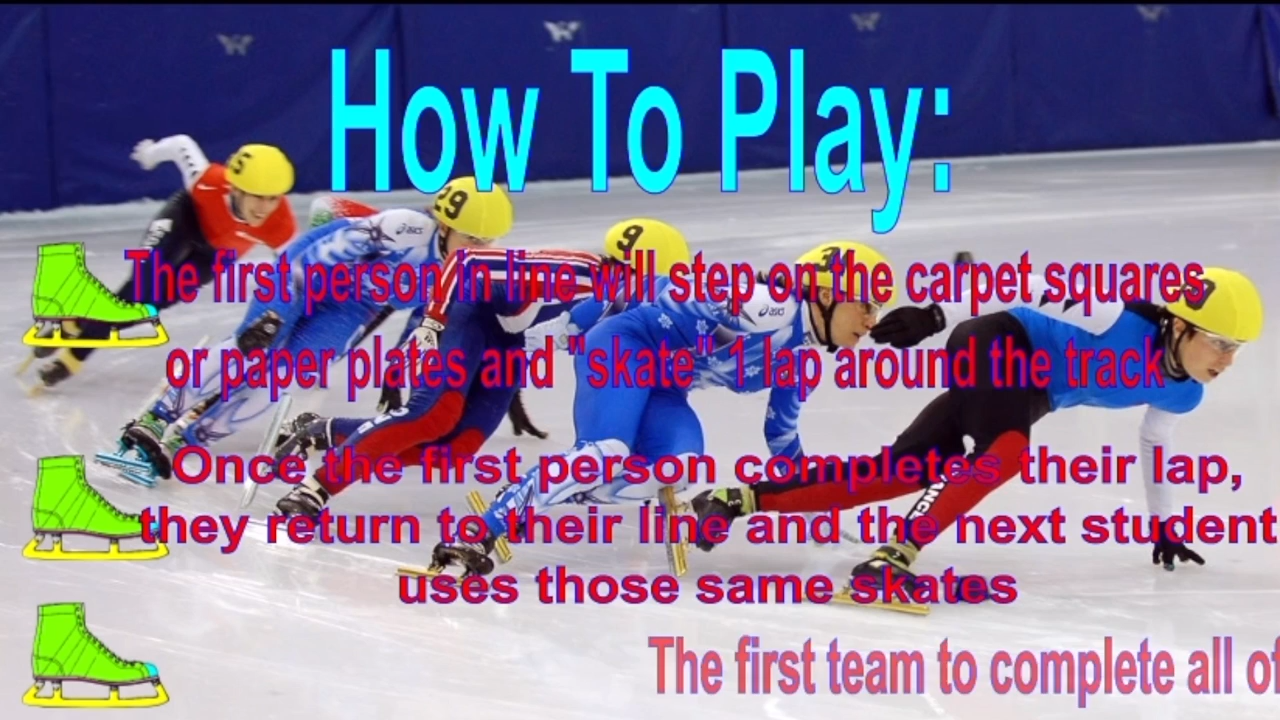 How To Play:
The first person in line will step on the carpet squares
or paper plates and "skate" 1 lap around the track
Once the first person completes their lap,
they return to their line and the next student
uses those same skates
The first team to complete all of
29
9